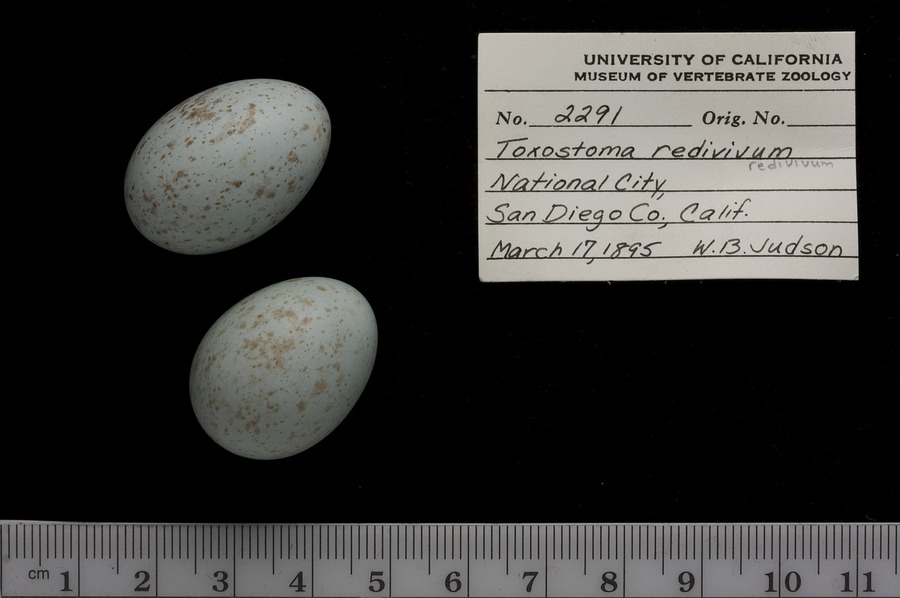 UNIVERSITY OF CALIFORNIA
MUSEUM OF VERTEBRATE ZOOLOGY
No. 2291 Orig. No.
Toxostoma redivivum
redivivum
National City,
San Diego Co., Calif.
March 17, 1895 W.B. Judson
cm 1 2 3 4 5 6 7 8 9 10 11